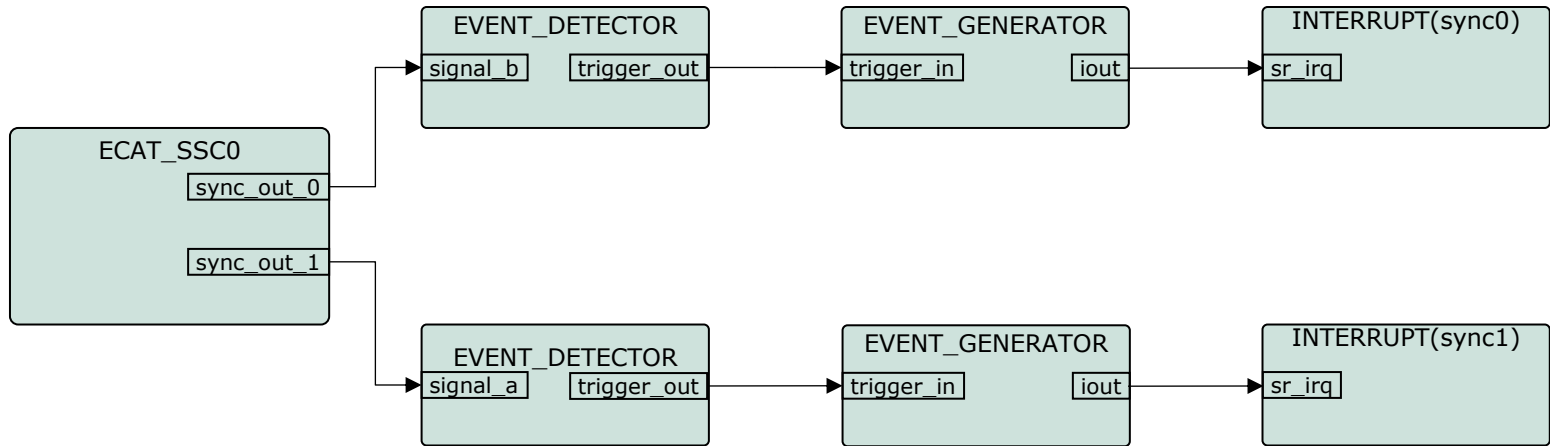 ECAT_SSC0
sync_out_0
sync_out_1
EVENT_DETECTOR
signal_b
trigger_out
EVENT_GENERATOR
trigger_in
iout
INTERRUPT(sync0)
sr_irq
EVENT_DETECTOR
signal_a
trigger_out
EVENT_GENERATOR
trigger_in
iout
INTERRUPT(sync1)
sr_irq